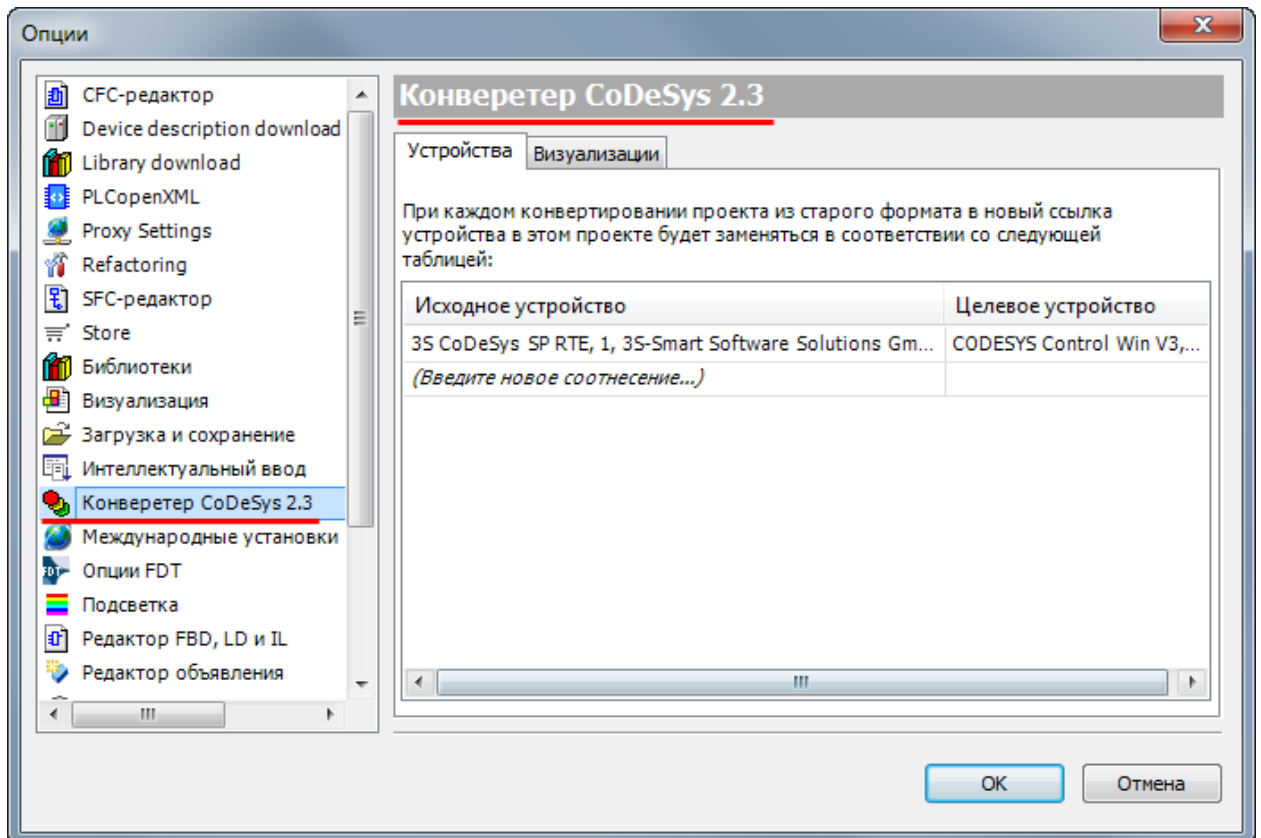 Опции
CFC-редактор
Device description download
Library download
PLCopenXML
Proxy Settings
Refactoring
SFC-редактор
Store
Библиотеки
Визуализация
Загрузка и сохранение
Интеллектуальный ввод
Конверетер CoDeSys 2.3
Международные установки
Опции FDT
Подсветка
Редактор FBD, LD и IL
Редактор объявления
Конверетер CoDeSys 2.3
Устройства Визуализации
При каждом конвертировании проекта из старого формата в новый ссылка
устройства в этом проекте будет заменяться в соответствии со следующей
таблицей:
Исходное устройство Целевое устройство
3S CoDeSys SP RTE, 1, 3S-Smart Software Solutions Gm... CODESYS Control Win V3,...
(Введите новое соотнесение...)
OK Отмена